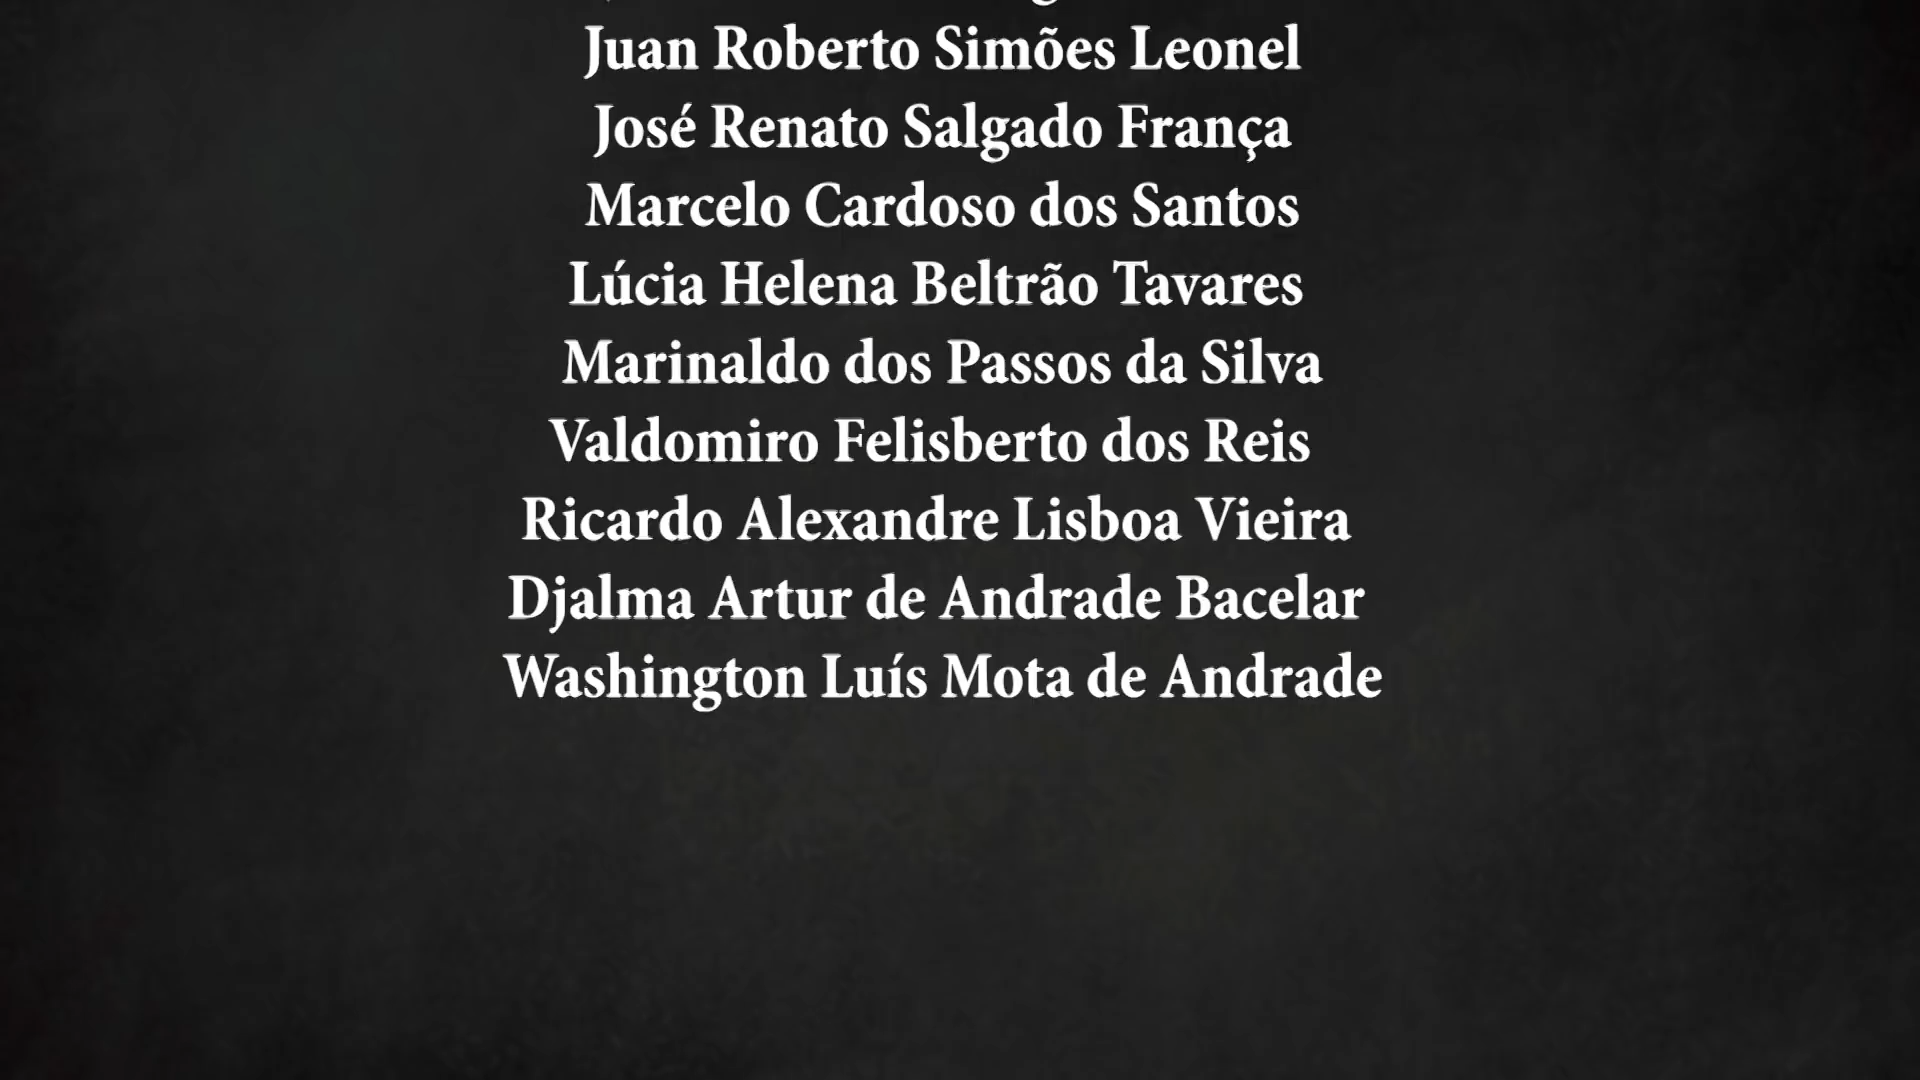 Juan Roberto Simões Leonel
José Renato Salgado França
Marcelo Cardoso dos Santos
Lúcia Helena Beltrão Tavares
Marinaldo dos Passos da Silva
Valdomiro Felisberto dos Reis
Ricardo Alexandre Lisboa Vieira
Djalma Artur de Andrade Bacelar
Washington Luís Mota de Andrade